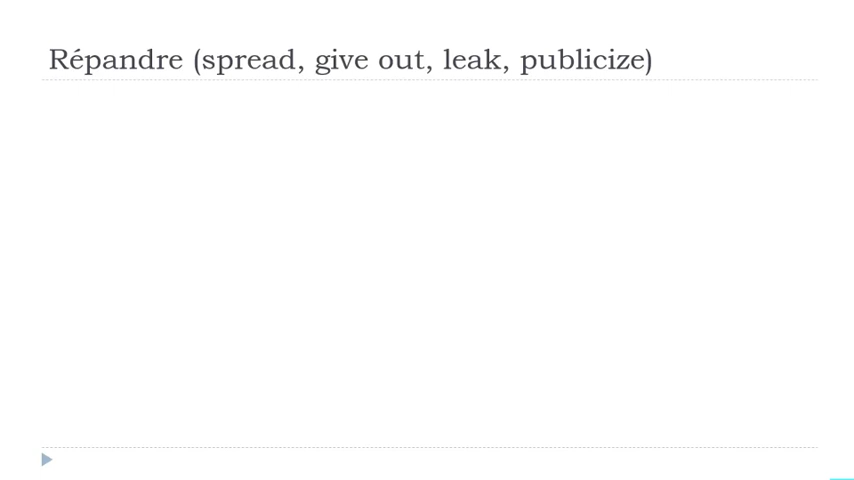 Répandre (spread, give out, leak, publicize)